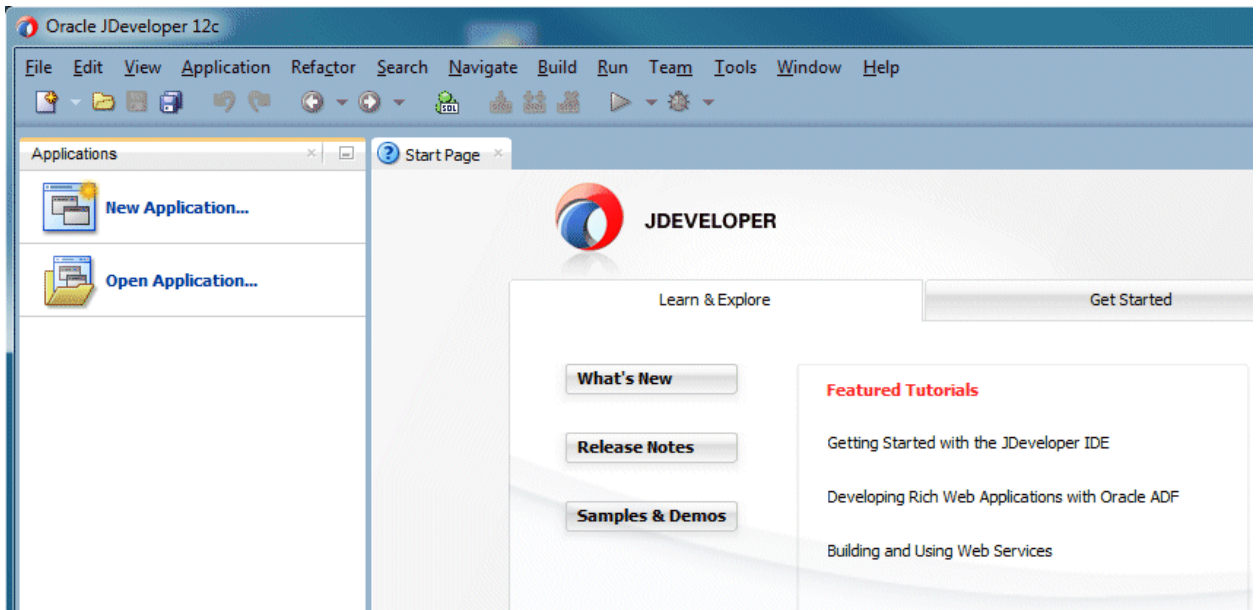 Oracle JDeveloper 12c
File Edit View Application Refactor Search Navigate Build Run Team Tools Window Help
SQL
Applications
Start Page
New Application...
Open Application...
JDEVELOPER
Learn & Explore
Get Started
What's New
Release Notes
Samples & Demos
Featured Tutorials
Getting Started with the JDeveloper IDE
Developing Rich Web Applications with Oracle ADF
Building and Using Web Services